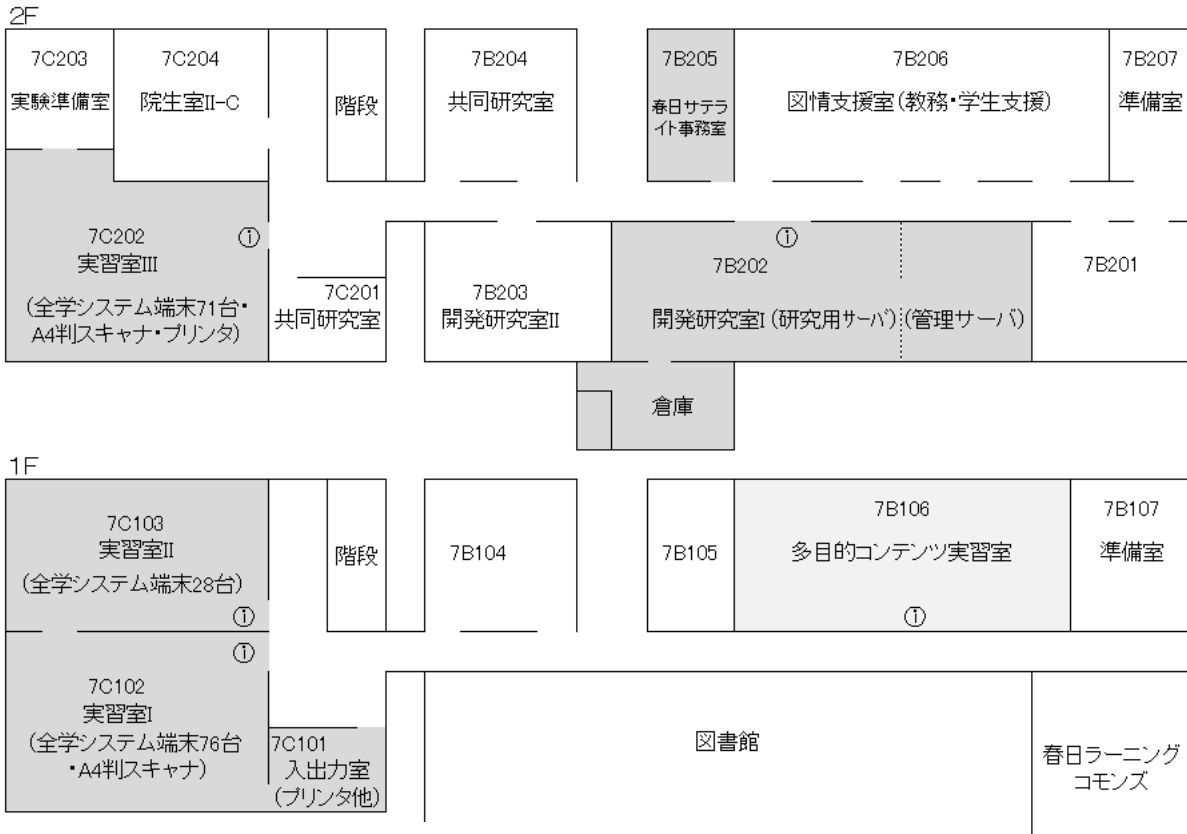 2F
7C203
実験準備室
7C204
院生室II-C
階段
7B204
共同研究室
7B205
春日サテラ
イト事務室
7B206
図情支援室(教務・学生支援)
7B207
準備室
7C202
実習室III
(全学システム端末71台・
A4判スキャナ・プリンタ)
ⓘ
7C201
共同研究室
7B203
開発研究室II
ⓘ
7B202
開発研究室I (研究用サーバ)
(管理サーバ)
7B201
倉庫
1F
7C103
実習室II
(全学システム端末28台)
ⓘ
階段
7B104
7B105
7B106
多目的コンテンツ実習室
ⓘ
7B107
準備室
ⓘ
7C102
実習室I
(全学システム端末76台
・A4判スキャナ)
7C101
入出力室
(プリンタ他)
図書館
春日ラーニング
コモンズ